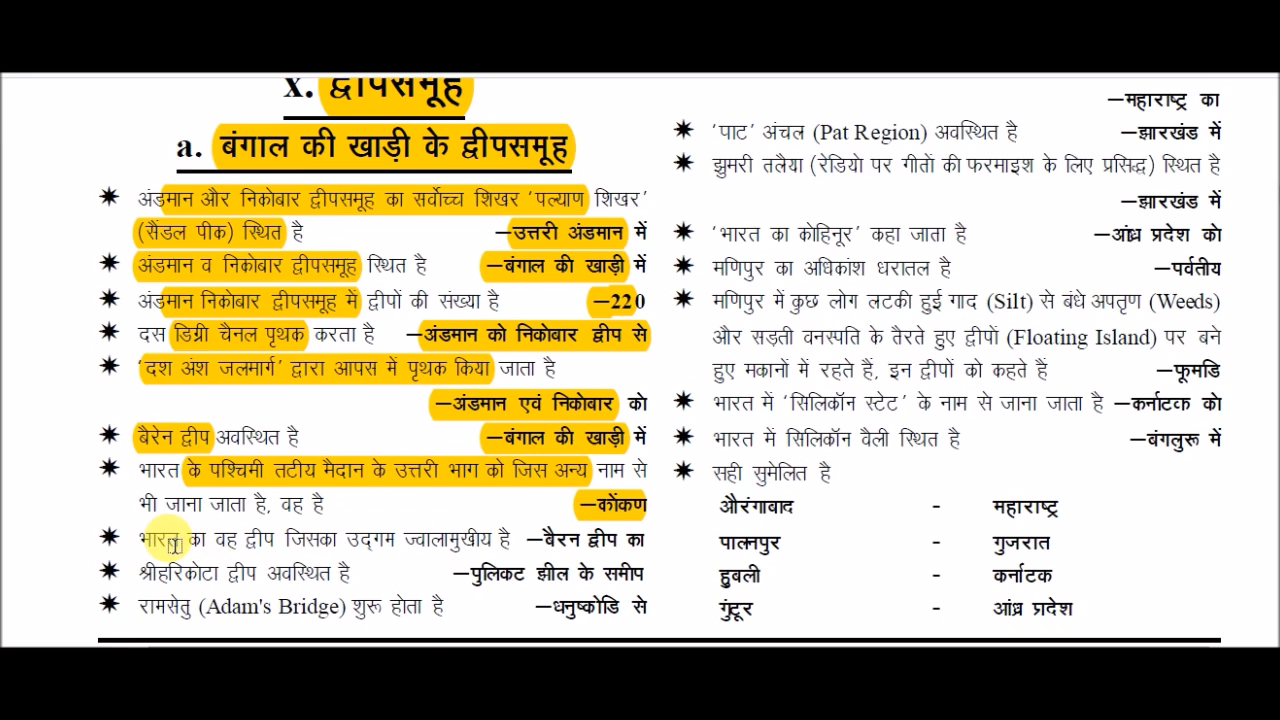 x. द्वीपसमूह
a. बंगाल की खाड़ी के द्वीपसमूह
✷ अंडमान और निकोबार द्वीपसमूह का सर्वोच्च शिखर ‘पल्याण शिखर’
(सैंडल पीक) स्थित है –उत्तरी अंडमान में
✷ अंडमान व निकोबार द्वीपसमूह स्थित है –बंगाल की खाड़ी में
✷ अंडमान निकोबार द्वीपसमूह में द्वीपों की संख्या है –220
✷ दस डिग्री चैनल पृथक करता है –अंडमान को निकोबार द्वीप से
✷ ‘दश अंश जलमार्ग’ द्वारा आपस में पृथक किया जाता है
–अंडमान एवं निकोबार को
✷ बैरेन द्वीप अवस्थित है –बंगाल की खाड़ी में
✷ भारत के पश्चिमी तटीय मैदान के उत्तरी भाग को जिस अन्य नाम से
भी जाना जाता है, वह है –कोंकण
✷ भारत का वह द्वीप जिसका उद्गम ज्वालामुखीय है –बैरन द्वीप का
✷ श्रीहरिकोटा द्वीप अवस्थित है –पुलिकट झील के समीप
✷ रामसेतु (Adam's Bridge) शुरू होता है –धनुष्कोडि से
–महाराष्ट्र का
✷ ‘पाट’ अंचल (Pat Region) अवस्थित है –झारखंड में
✷ झुमरी तलैया (रेडियो पर गीतों की फरमाइश के लिए प्रसिद्ध) स्थित है
–झारखंड में
✷ ‘भारत का कोहिनूर’ कहा जाता है –आंध्र प्रदेश को
✷ मणिपुर का अधिकांश धरातल है –पर्वतीय
✷ मणिपुर में कुछ लोग लटकी हुई गाद (Silt) से बंधे अपतृण (Weeds)
और सड़ती वनस्पति के तैरते हुए द्वीपों (Floating Island) पर बने
हुए मकानों में रहते हैं, इन द्वीपों को कहते हैं –फूमडि
✷ भारत में ‘सिलिकॉन स्टेट’ के नाम से जाना जाता है –कर्नाटक को
✷ भारत में सिलिकॉन वैली स्थित है –बंगलुरू में
✷ सही सुमेलित है
औरंगाबाद - महाराष्ट्र
पालनपुर - गुजरात
हुबली - कर्नाटक
गुंटूर - आंध्र प्रदेश